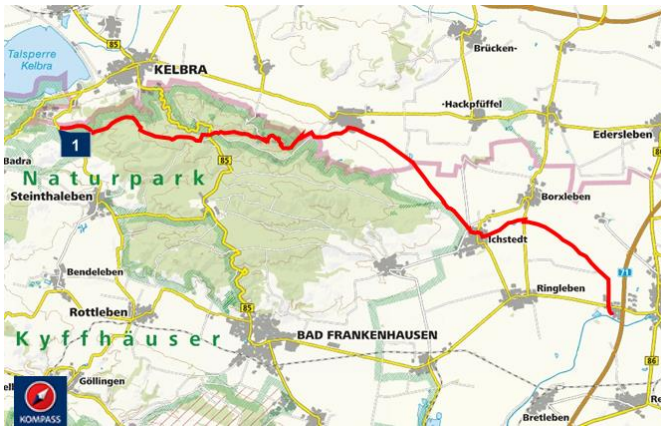 Talsperre
Kelbra
85
KELBRA
Brücken-
-Hackpfüffel
Edersleben
86
1
Badra
Naturpark
85
Steinthaleben
Borxleben
Ichstedt
Bendeleben
71
Ringleben
85
Rottleben
BAD FRANKENHAUSEN
Kyffhäuser
Göllingen
KOMPASS
Bretleben